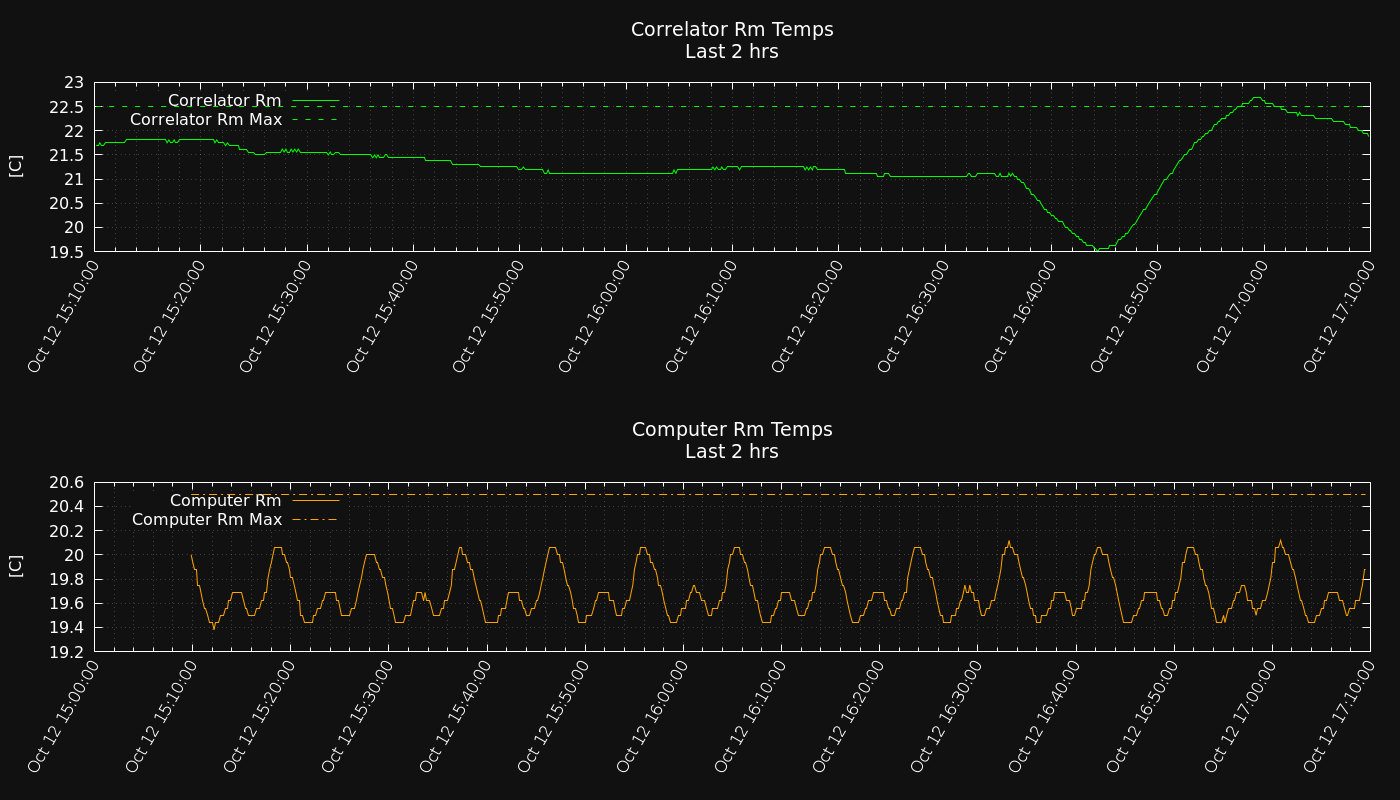 Correlator Rm Temps
Last 2 hrs
23
22.5
22
21.5
21
20.5
20
19.5
[C]
Correlator Rm
Correlator Rm Max
Oct 12 15:10:00
Oct 12 15:20:00
Oct 12 15:30:00
Oct 12 15:40:00
Oct 12 15:50:00
Oct 12 16:00:00
Oct 12 16:10:00
Oct 12 16:20:00
Oct 12 16:30:00
Oct 12 16:40:00
Oct 12 16:50:00
Oct 12 17:00:00
Oct 12 17:10:00
Computer Rm Temps
Last 2 hrs
20.6
20.4
20.2
20
19.8
19.6
19.4
19.2
[C]
Computer Rm
Computer Rm Max
Oct 12 15:00:00
Oct 12 15:10:00
Oct 12 15:20:00
Oct 12 15:30:00
Oct 12 15:40:00
Oct 12 15:50:00
Oct 12 16:00:00
Oct 12 16:10:00
Oct 12 16:20:00
Oct 12 16:30:00
Oct 12 16:40:00
Oct 12 16:50:00
Oct 12 17:00:00
Oct 12 17:10:00